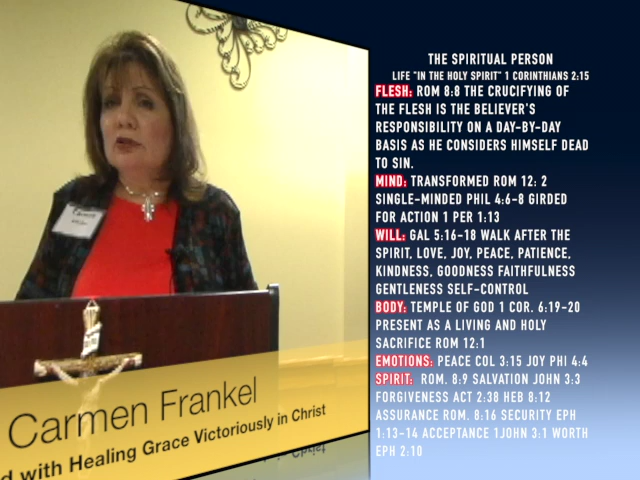 THE SPIRITUAL PERSON
LIFE "IN THE HOLY SPIRIT" 1 CORINTHIANS 2:15
FLESH: ROM 8:8 THE CRUCIFYING OF
THE FLESH IS THE BELIEVER'S
RESPONSIBILITY ON A DAY-BY-DAY
BASIS AS HE CONSIDERS HIMSELF DEAD
TO SIN.
MIND: TRANSFORMED ROM 12: 2
SINGLE-MINDED PHIL 4:6-8 GIRDED
FOR ACTION 1 PER 1:13
WILL: GAL 5:16-18 WALK AFTER THE
SPIRIT, LOVE, JOY, PEACE, PATIENCE,
KINDNESS, GOODNESS FAITHFULNESS
GENTLENESS SELF-CONTROL
BODY: TEMPLE OF GOD 1 COR. 6:19-20
PRESENT AS A LIVING AND HOLY
SACRIFICE ROM 12:1
EMOTIONS: PEACE COL 3:15 JOY PHI 4:4
SPIRIT: ROM. 8:9 SALVATION JOHN 3:3
FORGIVENESS ACT 2:38 HEB 8:12
ASSURANCE ROM. 8:16 SECURITY EPH
1:13-14 ACCEPTANCE 1JOHN 3:1 WORTH
EPH 2:10
Carmen Frankel
d with Healing Grace Victoriously in Christ